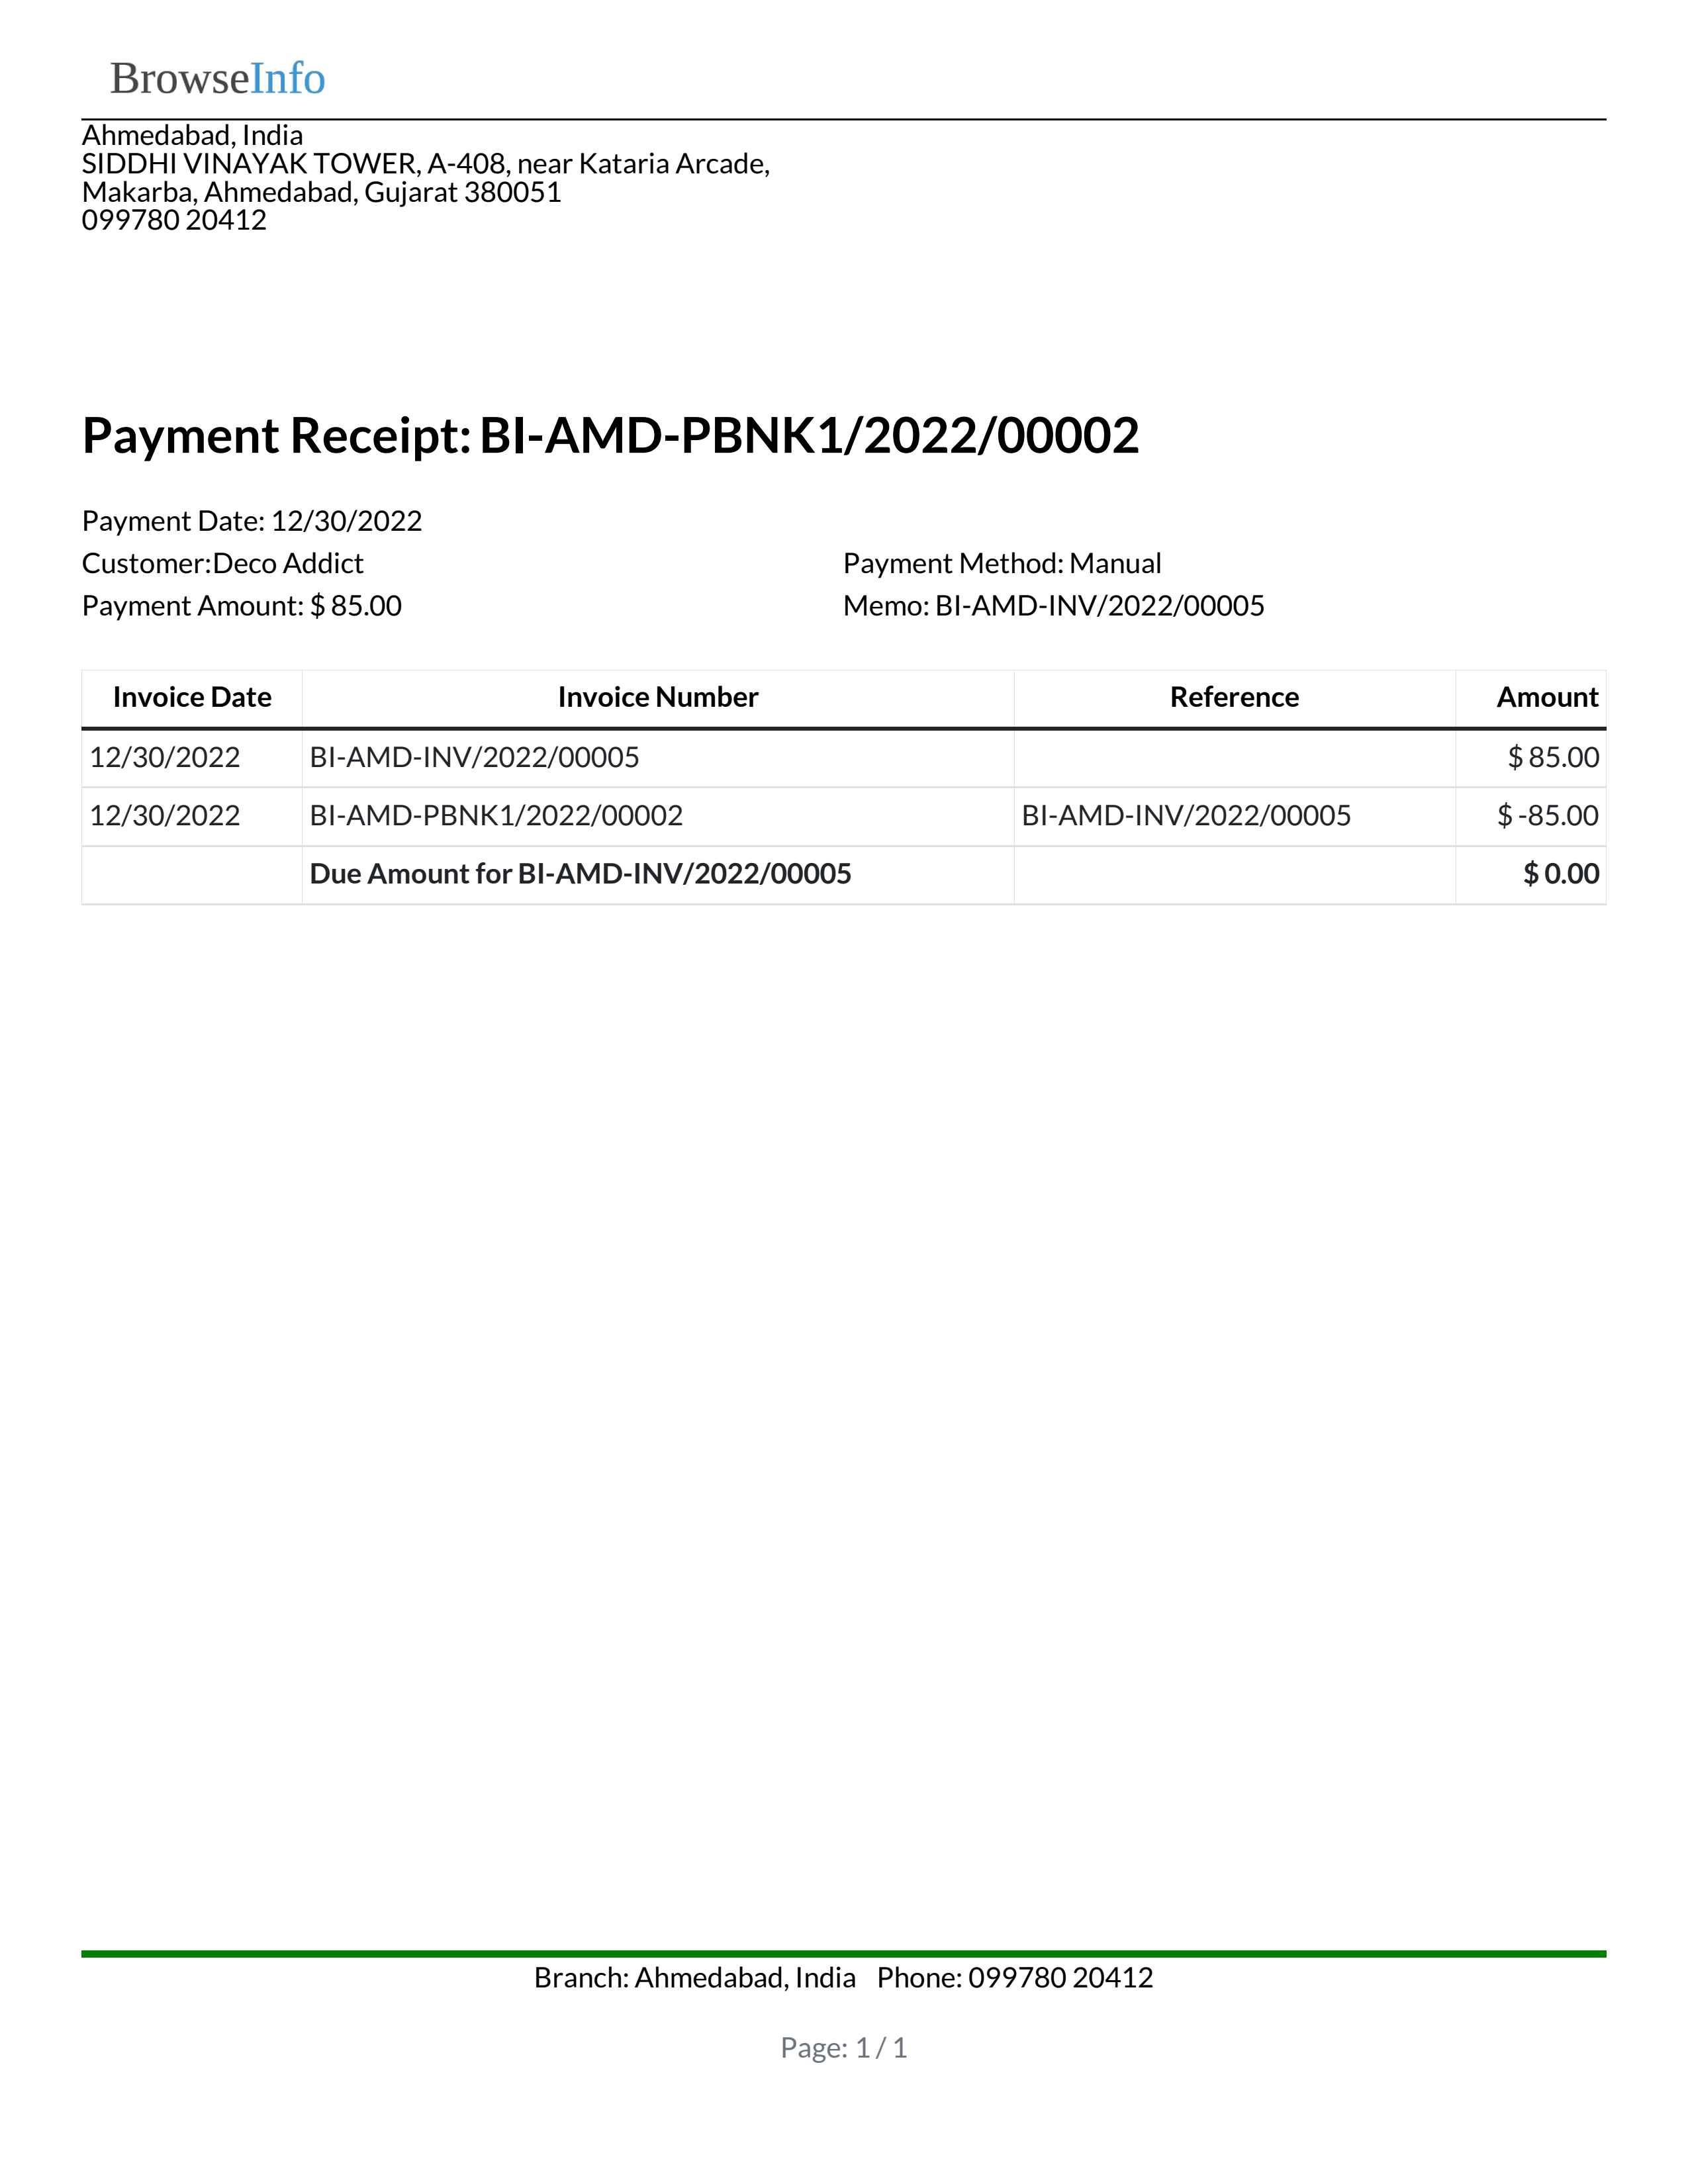 BrowseInfo
Ahmedabad, India
SIDDHI VINAYAK TOWER, A-408, near Kataria Arcade,
Makarba, Ahmedabad, Gujarat 380051
099780 20412
Payment Receipt: BI-AMD-PBNK1/2022/00002
Payment Date: 12/30/2022
Customer:Deco Addict Payment Method: Manual
Payment Amount: $ 85.00 Memo: BI-AMD-INV/2022/00005
Invoice Date Invoice Number Reference Amount
12/30/2022 BI-AMD-INV/2022/00005 $ 85.00
12/30/2022 BI-AMD-PBNK1/2022/00002 BI-AMD-INV/2022/00005 $ -85.00
Due Amount for BI-AMD-INV/2022/00005 $ 0.00
Branch: Ahmedabad, India Phone: 099780 20412
Page: 1 / 1